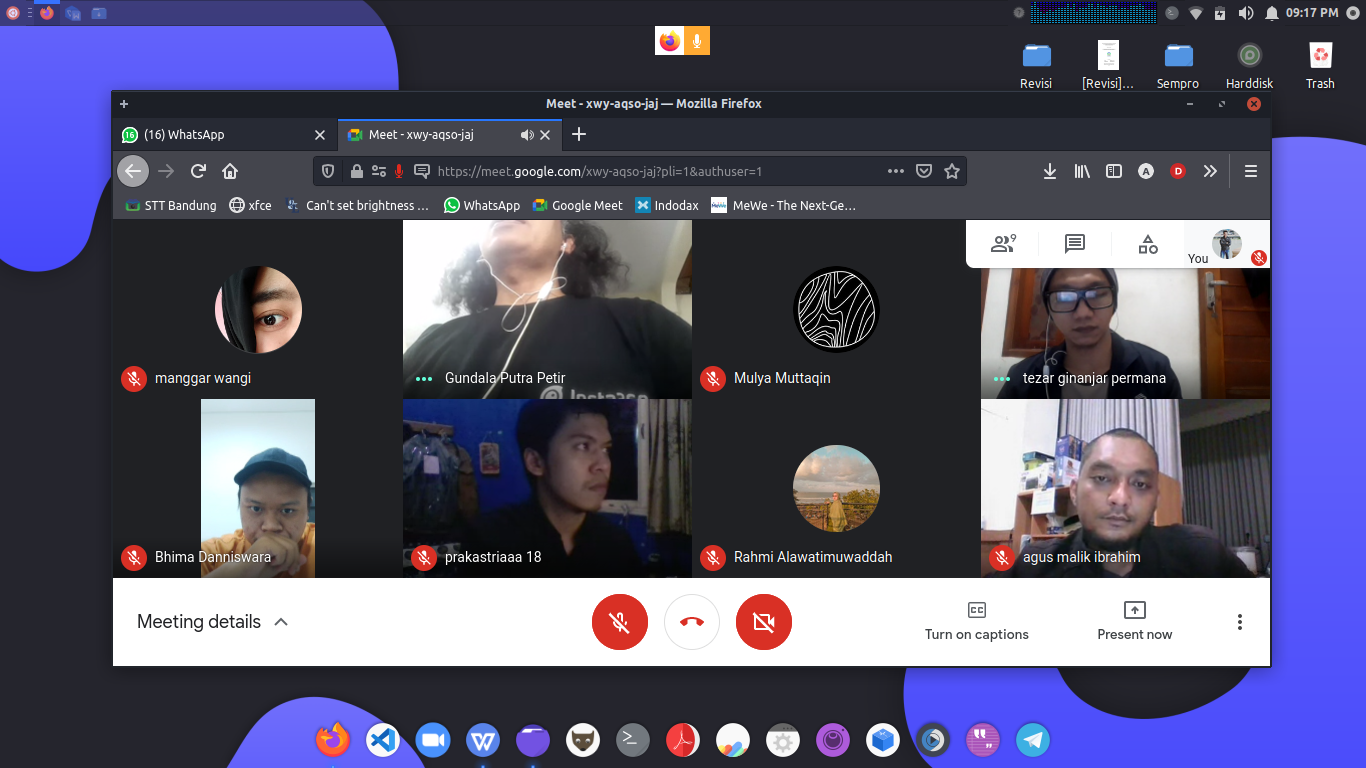 09:17 PM
Revisi
[Revisi]...
Sempro
Harddisk
Trash
Meet - xwy-aqso-jaj — Mozilla Firefox
16
(16) WhatsApp
Meet - xwy-aqso-jaj
https://meet.google.com/xwy-aqso-jaj?pli=1&authuser=1
A
D
STT Bandung
xfce
Can't set brightness ...
WhatsApp
Google Meet
Indodax
MeWe - The Next-Ge...
9
You
manggar wangi
Gundala Putra Petir
Mulya Muttaqin
tezar ginanjar permana
Bhima Danniswara
prakastriaaa 18
Rahmi Alawatimuwaddah
agus malik ibrahim
Meeting details
CC
Turn on captions
Present now